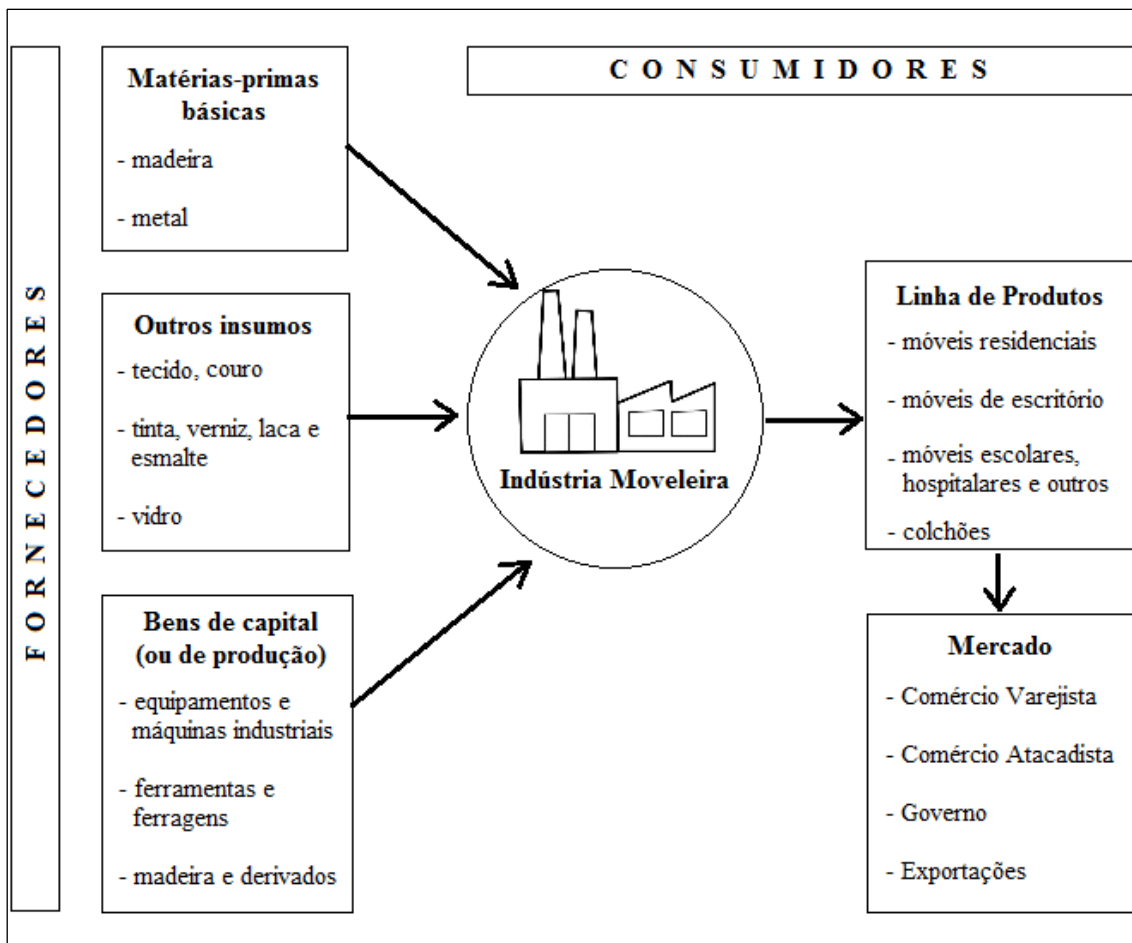 FORNECEDORES
CONSUMIDORES
Matérias-primas
básicas
- madeira
- metal
Outros insumos
- tecido, couro
- tinta, verniz, laca e
esmalte
- vidro
Bens de capital
(ou de produção)
- equipamentos e
máquinas industriais
- ferramentas e
ferragens
- madeira e derivados
Indústria Moveleira
Linha de Produtos
- móveis residenciais
- móveis de escritório
- móveis escolares,
hospitalares e outros
- colchões
Mercado
- Comércio Varejista
- Comércio Atacadista
- Governo
- Exportações